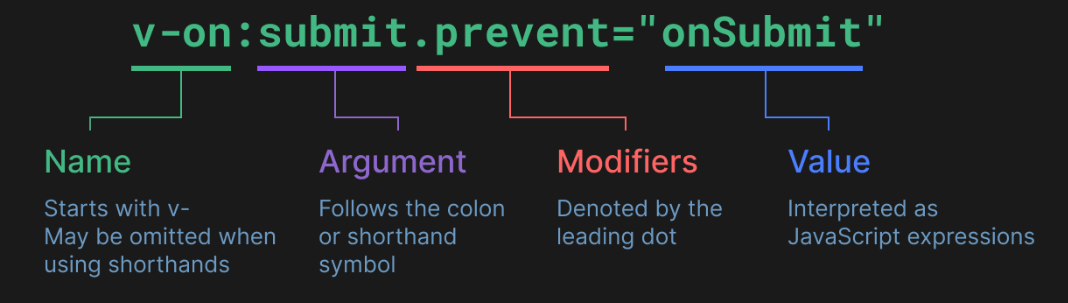 v-on:submit.prevent="onSubmit"
Name
Starts with v-
May be omitted when
using shorthands
Argument
Follows the colon
or shorthand
symbol
Modifiers
Denoted by the
leading dot
Value
Interpreted as
JavaScript expressions